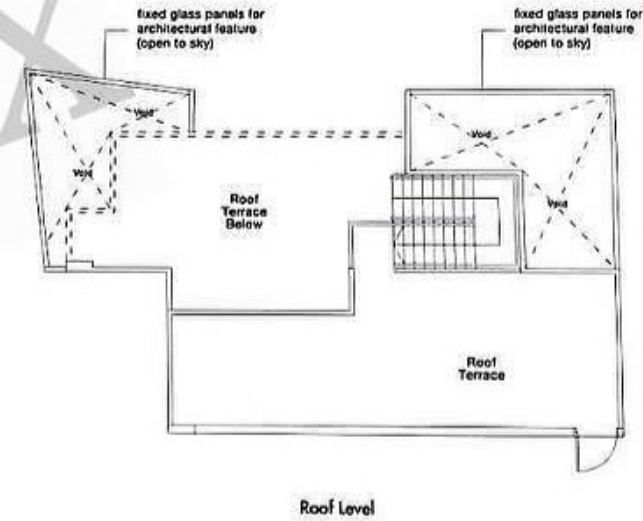 fixed glass panels for
architectural feature
(open to sky)
fixed glass panels for
architectural feature
(open to sky)
Void
Void
Void
Void
Roof
Terrace
Below
Roof
Terrace
Roof Level